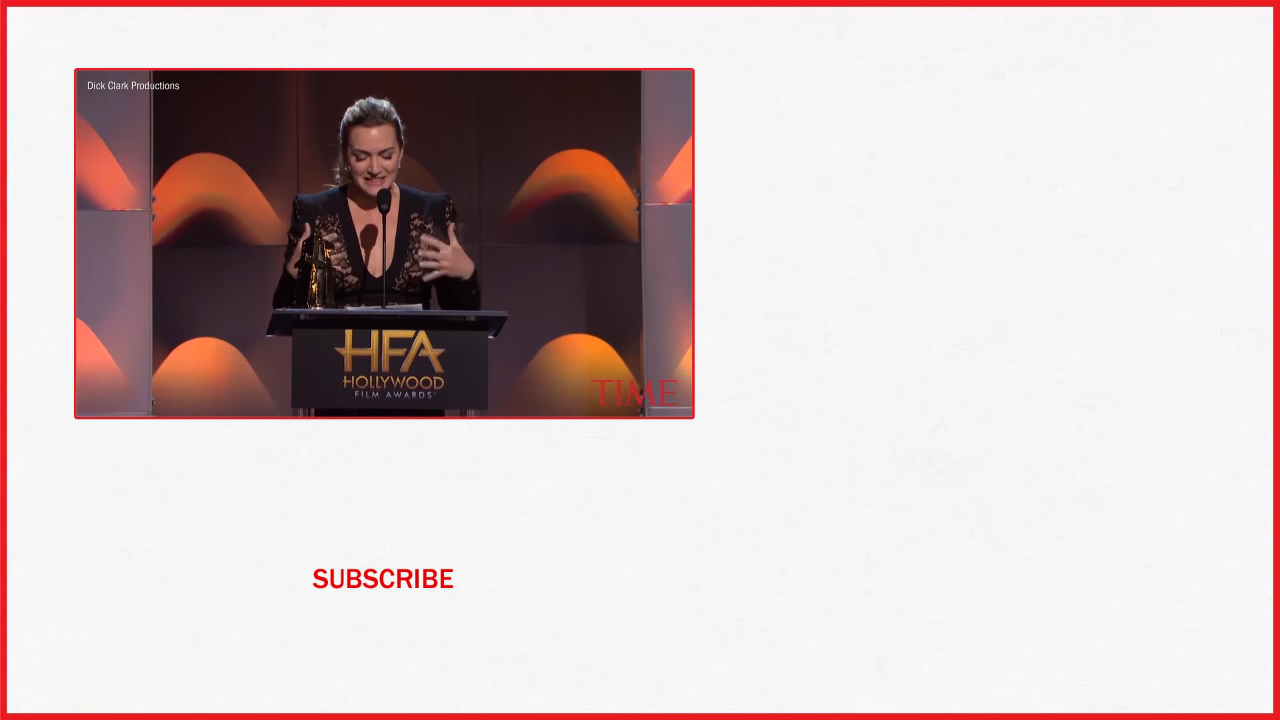 Dick Clark Productions
HFA
HOLLYWOOD
FILM AWARDS
TIME
SUBSCRIBE